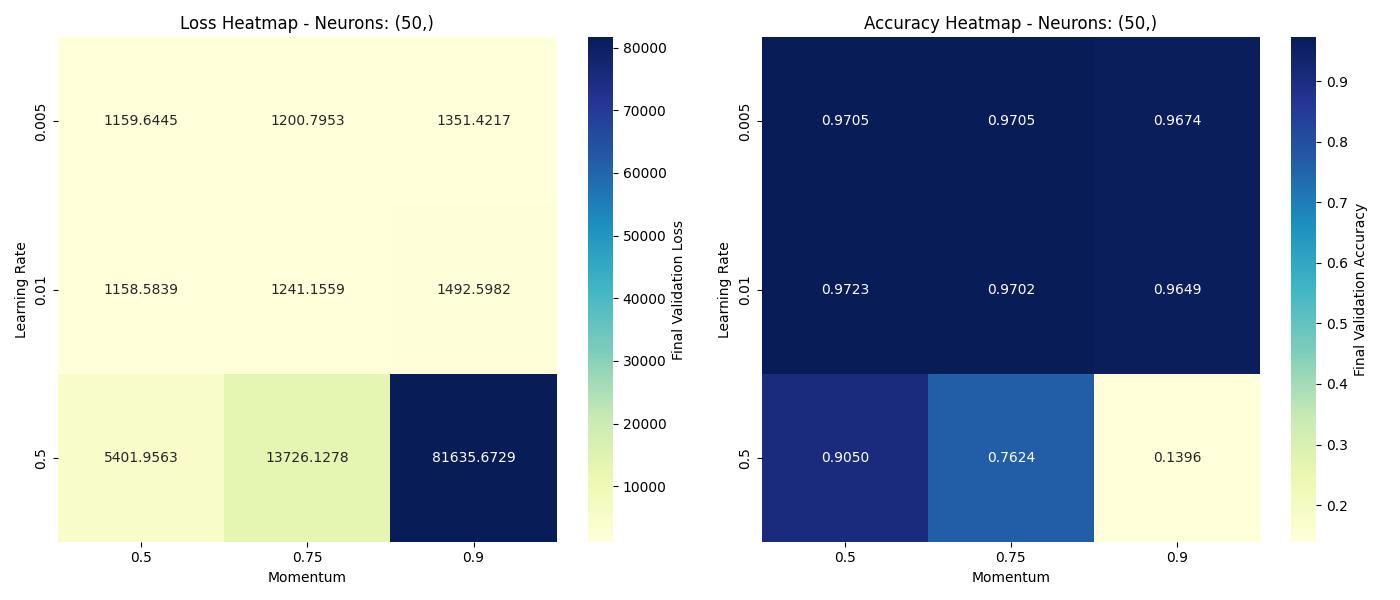 Loss Heatmap - Neurons: (50,)
Learning Rate
0.005
0.01
0.5
1159.6445 1200.7953 1351.4217
1158.5839 1241.1559 1492.5982
5401.9563 13726.1278 81635.6729
0.5 0.75 0.9
Momentum
80000
70000
60000
50000
40000
30000
20000
10000
Final Validation Loss
Accuracy Heatmap - Neurons: (50,)
Learning Rate
0.005
0.01
0.5
0.9705 0.9705 0.9674
0.9723 0.9702 0.9649
0.9050 0.7624 0.1396
0.5 0.75 0.9
Momentum
0.9
0.8
0.7
0.6
0.5
0.4
0.3
0.2
Final Validation Accuracy